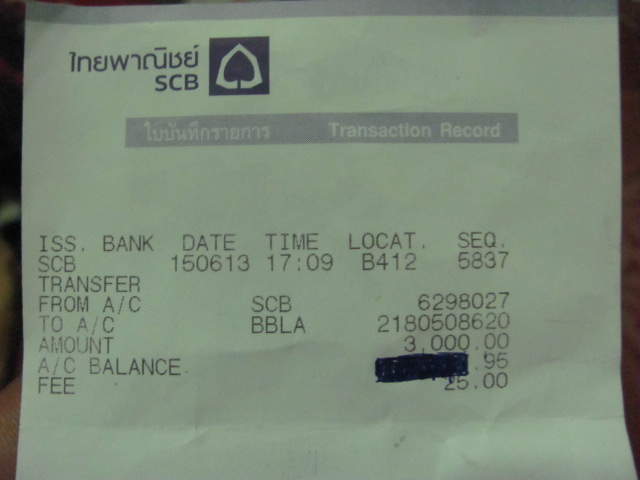 ไทยพาณิชย์
SCB
ใบบันทึกรายการ Transaction Record
ISS. BANK DATE TIME LOCAT. SEQ.
SCB 150613 17:09 B412 5837
TRANSFER
FROM A/C SCB 6298027
TO A/C BBLA 2180508620
AMOUNT 3,000.00
A/C BALANCE .95
FEE 25.00